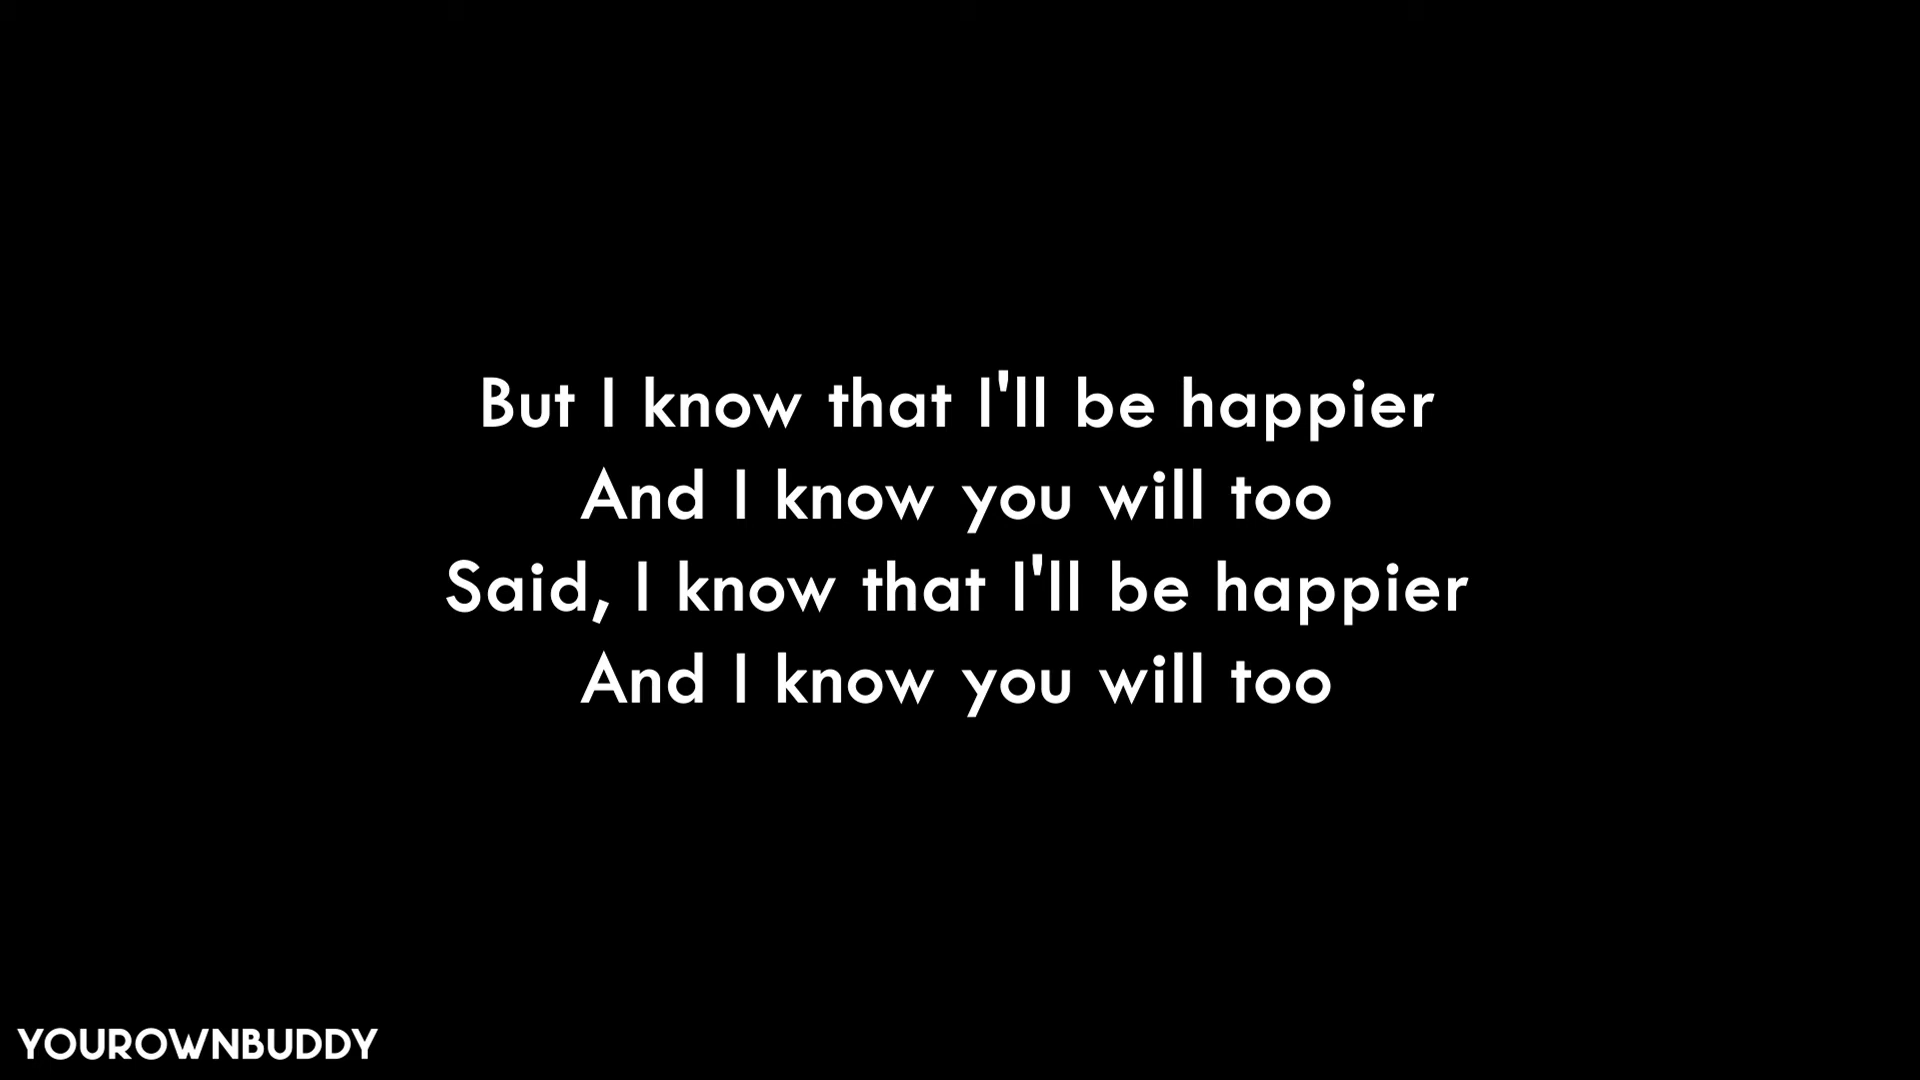 But I know that I'll be happier
And I know you will too
Said, I know that I'll be happier
And I know you will too
YOUROWNBUDDY